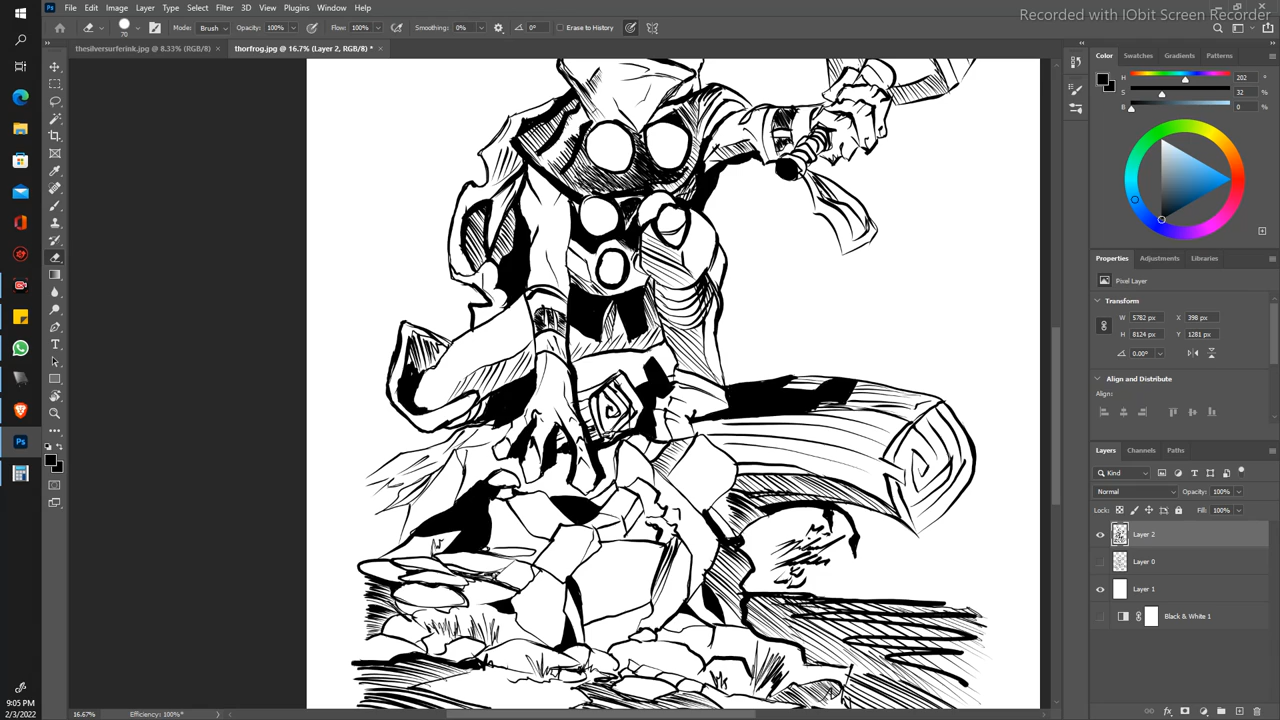 File Edit Image Layer Type Select Filter 3D View Plugins Window Help
Recorded with IObit Screen Recorder
70 Mode: Brush Opacity: 100% Flow: 100% Smoothing: 0% 0° Erase to History
thesilversurferink.jpg @ 8.33% (RGB/8) × thorfrog.jpg @ 16.7% (Layer 2, RGB/8) * ×
Color Swatches Gradients Patterns
H 202 °
S 32 %
B 0 %
Properties Adjustments Libraries
Pixel Layer
Transform
W 5782 px X 398 px
H 8124 px Y 1281 px
0.00°
Align and Distribute
Align:
Layers Channels Paths
Kind
Normal Opacity: 100%
Lock: Fill: 100%
Layer 2
Layer 0
Layer 1
Black & White 1
9:05 PM
2/3/2022
16.67% Efficiency: 100%*